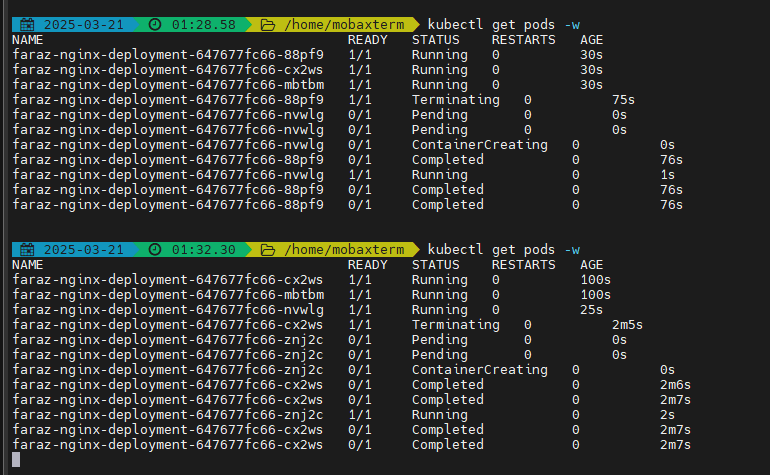 2025-03-21 01:28.58 /home/mobaxterm kubectl get pods -w
NAME READY STATUS RESTARTS AGE
faraz-nginx-deployment-647677fc66-88pf9 1/1 Running 0 30s
faraz-nginx-deployment-647677fc66-cx2ws 1/1 Running 0 30s
faraz-nginx-deployment-647677fc66-mbtbm 1/1 Running 0 30s
faraz-nginx-deployment-647677fc66-88pf9 1/1 Terminating 0 75s
faraz-nginx-deployment-647677fc66-nvwlg 0/1 Pending 0 0s
faraz-nginx-deployment-647677fc66-nvwlg 0/1 Pending 0 0s
faraz-nginx-deployment-647677fc66-nvwlg 0/1 ContainerCreating 0 0s
faraz-nginx-deployment-647677fc66-88pf9 0/1 Completed 0 76s
faraz-nginx-deployment-647677fc66-nvwlg 1/1 Running 0 1s
faraz-nginx-deployment-647677fc66-88pf9 0/1 Completed 0 76s
faraz-nginx-deployment-647677fc66-88pf9 0/1 Completed 0 76s
2025-03-21 01:32.30 /home/mobaxterm kubectl get pods -w
NAME READY STATUS RESTARTS AGE
faraz-nginx-deployment-647677fc66-cx2ws 1/1 Running 0 100s
faraz-nginx-deployment-647677fc66-mbtbm 1/1 Running 0 100s
faraz-nginx-deployment-647677fc66-nvwlg 1/1 Running 0 25s
faraz-nginx-deployment-647677fc66-cx2ws 1/1 Terminating 0 2m5s
faraz-nginx-deployment-647677fc66-znj2c 0/1 Pending 0 0s
faraz-nginx-deployment-647677fc66-znj2c 0/1 Pending 0 0s
faraz-nginx-deployment-647677fc66-znj2c 0/1 ContainerCreating 0 0s
faraz-nginx-deployment-647677fc66-cx2ws 0/1 Completed 0 2m6s
faraz-nginx-deployment-647677fc66-cx2ws 0/1 Completed 0 2m7s
faraz-nginx-deployment-647677fc66-znj2c 1/1 Running 0 2s
faraz-nginx-deployment-647677fc66-cx2ws 0/1 Completed 0 2m7s
faraz-nginx-deployment-647677fc66-cx2ws 0/1 Completed 0 2m7s